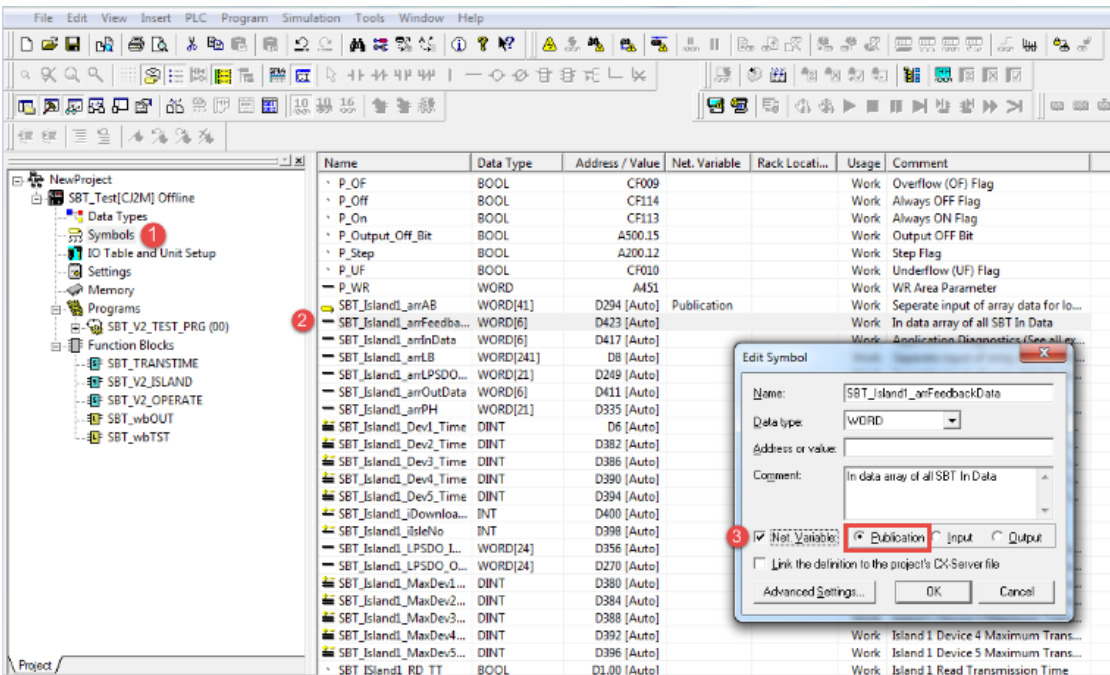 File Edit View Insert PLC Program Simulation Tools Window Help
10 16
NewProject
SBT_Test[CJ2M] Offline
Data Types
Symbols 1
IO Table and Unit Setup
Settings
Memory
Programs
SBT_V2_TEST_PRG (00)
Function Blocks
SBT_TRANSTIME
SBT_V2_ISLAND
SBT_V2_OPERATE
SBT_wbOUT
SBT_wbTST
Project
Name Data Type Address / Value Net. Variable Rack Locati... Usage Comment
P_OF BOOL CF009 Work Overflow (OF) Flag
P_Off BOOL CF114 Work Always OFF Flag
P_On BOOL CF113 Work Always ON Flag
P_Output_Off_Bit BOOL A500.15 Work Output OFF Bit
P_Step BOOL A200.12 Work Step Flag
P_UF BOOL CF010 Work Underflow (UF) Flag
P_WR WORD A451 Work WR Area Parameter
SBT_Island1_arrAB WORD[41] D294 [Auto] Publication Work Seperate input of array data for lo...
2 SBT_Island1_arrFeedba... WORD[6] D423 [Auto] Work In data array of all SBT In Data
SBT_Island1_arrInData WORD[6] D417 [Auto] Work Application Diagnostics (See all ex...
SBT_Island1_arrLB WORD[241] D8 [Auto]
SBT_Island1_arrLPSDO... WORD[21] D249 [Auto]
SBT_Island1_arrOutData WORD[6] D411 [Auto]
SBT_Island1_arrPH WORD[21] D335 [Auto]
SBT_Island1_Dev1_Time DINT D6 [Auto]
SBT_Island1_Dev2_Time DINT D382 [Auto]
SBT_Island1_Dev3_Time DINT D386 [Auto]
SBT_Island1_Dev4_Time DINT D390 [Auto]
SBT_Island1_Dev5_Time DINT D394 [Auto]
SBT_Island1_iDownloa... INT D400 [Auto]
SBT_Island1_iIsleNo INT D398 [Auto]
SBT_Island1_LPSDO_I... WORD[24] D356 [Auto]
SBT_Island1_LPSDO_O... WORD[24] D270 [Auto]
SBT_Island1_MaxDev1... DINT D380 [Auto]
SBT_Island1_MaxDev2... DINT D384 [Auto]
SBT_Island1_MaxDev3... DINT D388 [Auto]
SBT_Island1_MaxDev4... DINT D392 [Auto] Work Island 1 Device 4 Maximum Trans...
SBT_Island1_MaxDev5... DINT D396 [Auto] Work Island 1 Device 5 Maximum Trans...
SBT_ISland1_RD_TT BOOL D1.00 [Auto] Work Island 1 Read Transmission Time
Edit Symbol
Name: SBT_Island1_arrFeedbackData
Data type: WORD
Address or value:
Comment: In data array of all SBT In Data
3 Net. Variable: Publication Input Output
Link the definition to the project's CX-Server file
Advanced Settings... OK Cancel